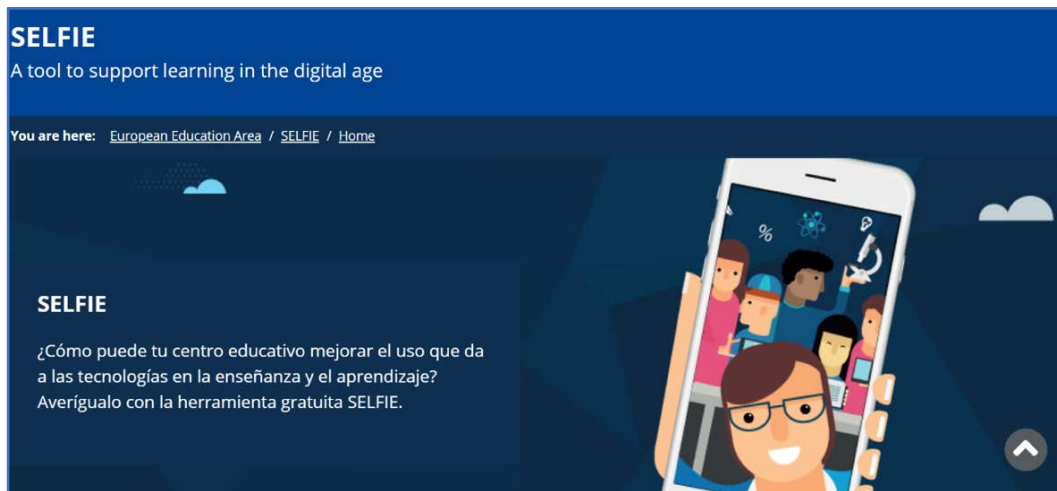 SELFIE
A tool to support learning in the digital age
You are here: European Education Area / SELFIE / Home
%
SELFIE
¿Cómo puede tu centro educativo mejorar el uso que da
a las tecnologías en la enseñanza y el aprendizaje?
Averígualo con la herramienta gratuita SELFIE.